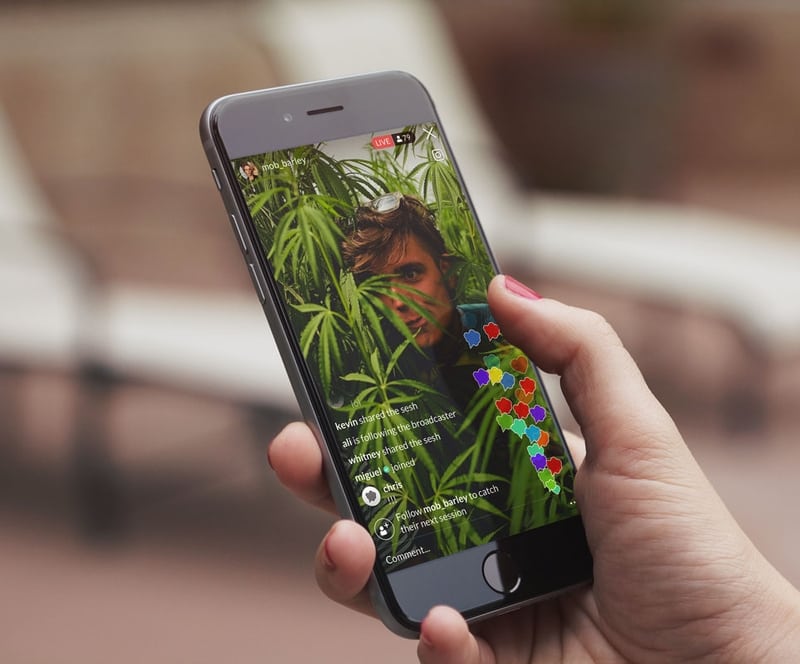 mob_barley
LIVE
79
kevin shared the sesh
ali is following the broadcaster
whitney shared the sesh
miguel joined
chris
Follow mob_barley to catch
their next session
Comment...